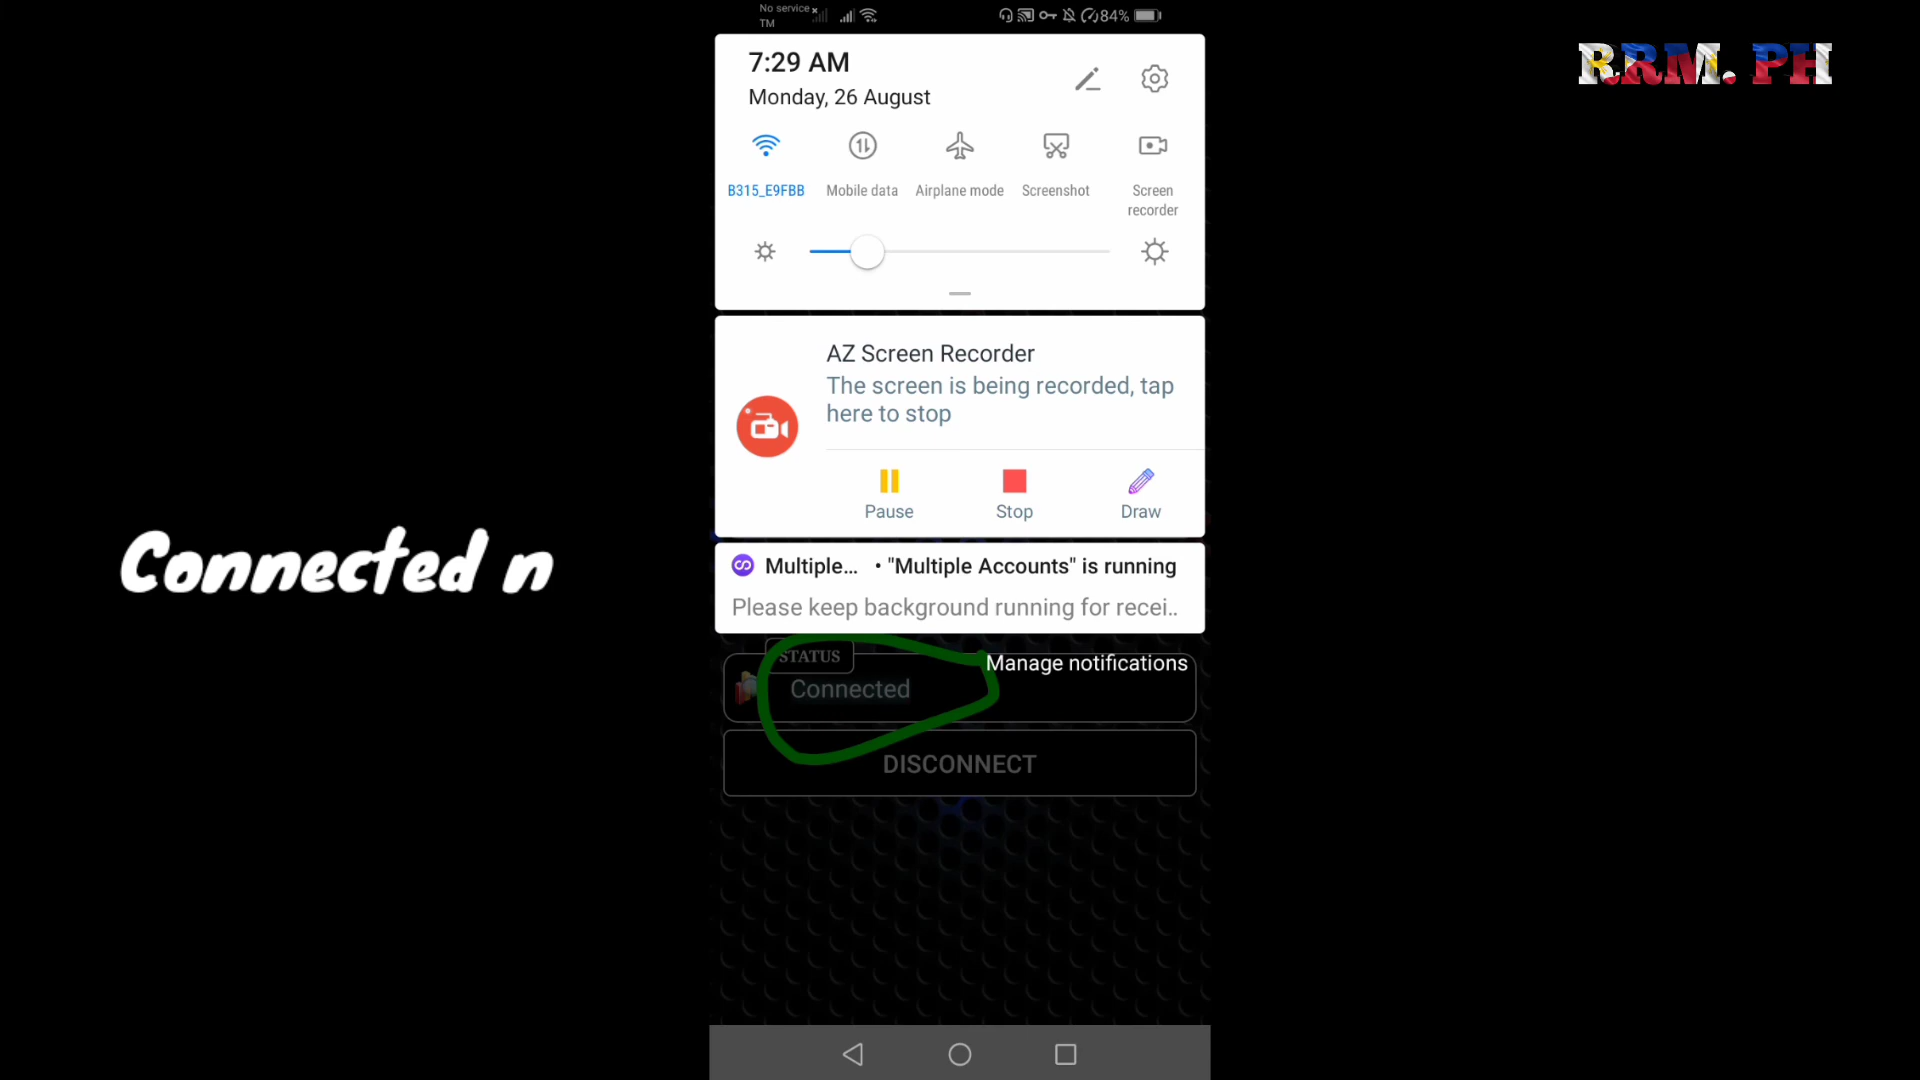 No service
TM
84%
R.RM. PH
7:29 AM
Monday, 26 August
B315_E9FBB
Mobile data
Airplane mode
Screenshot
Screen
recorder
AZ Screen Recorder
The screen is being recorded, tap
here to stop
Pause
Stop
Draw
Connected n
Multiple... • "Multiple Accounts" is running
Please keep background running for recei..
STATUS
Manage notifications
Connected
DISCONNECT